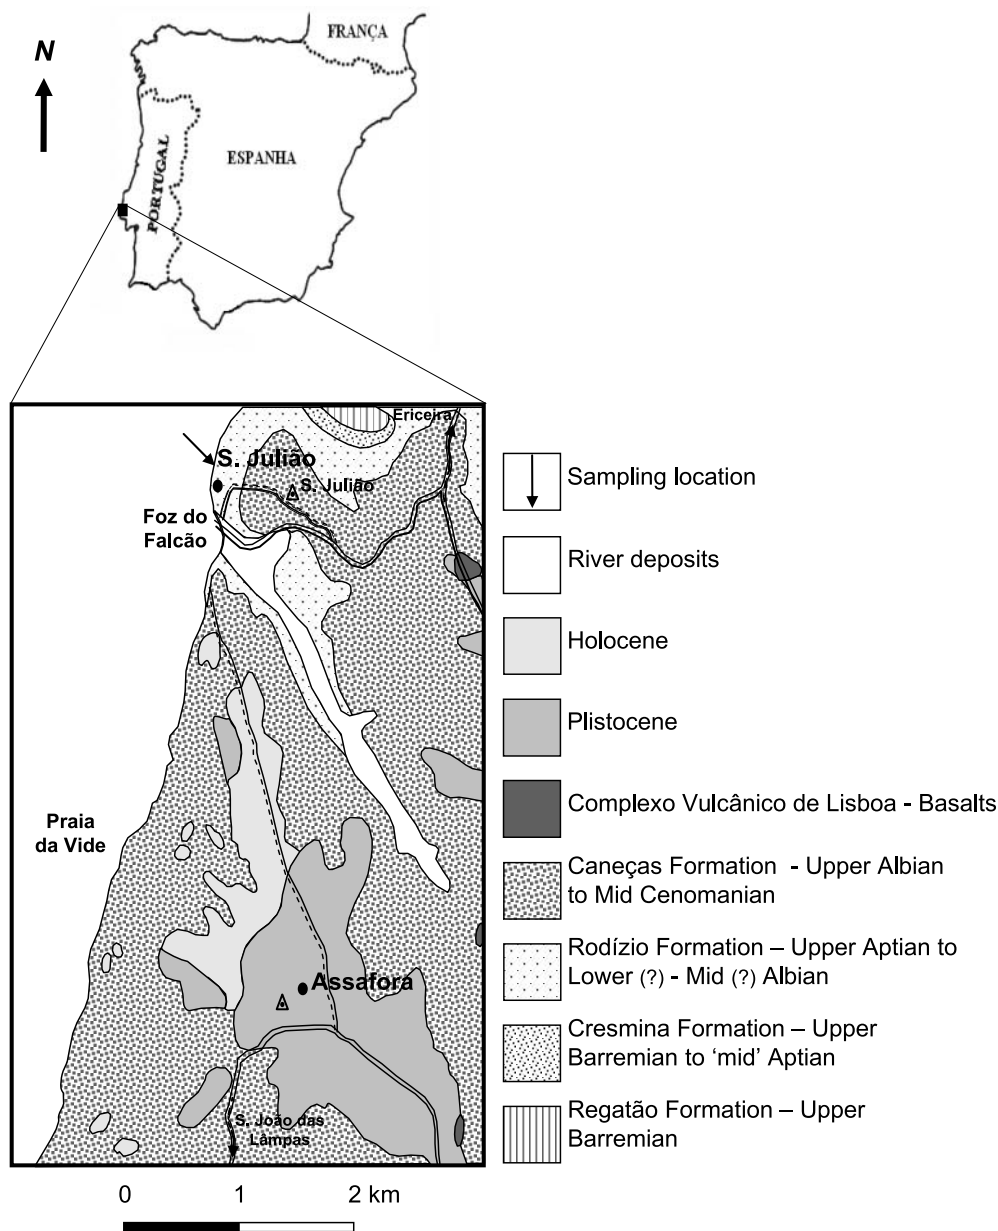 FRANÇA
N
ESPANHA
PORTUGAL
Ericeira
S. Julião
S. Julião
Foz do
Falcão
Praia
da Vide
Assafora
S. João das
Lâmpas
0 1 2 km
Sampling location
River deposits
Holocene
Plistocene
Complexo Vulcânico de Lisboa - Basalts
Caneças Formation - Upper Albian
to Mid Cenomanian
Rodízio Formation – Upper Aptian to
Lower (?) - Mid (?) Albian
Cresmina Formation – Upper
Barremian to ‘mid’ Aptian
Regatão Formation – Upper
Barremian